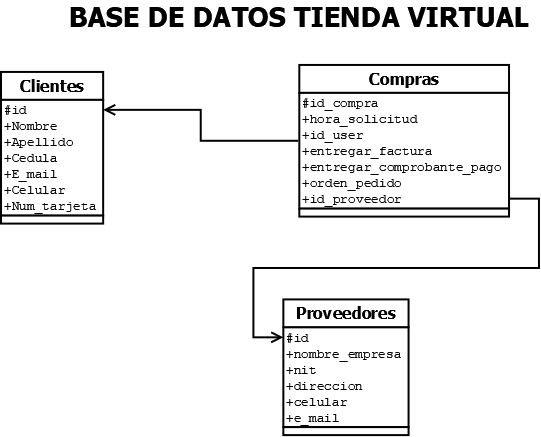 BASE DE DATOS TIENDA VIRTUAL
Clientes
#id
+Nombre
+Apellido
+Cedula
+E_mail
+Celular
+Num_tarjeta
Compras
#id_compra
+hora_solicitud
+id_user
+entregar_factura
+entregar_comprobante_pago
+orden_pedido
+id_proveedor
Proveedores
#id
+nombre_empresa
+nit
+direccion
+celular
+e_mail